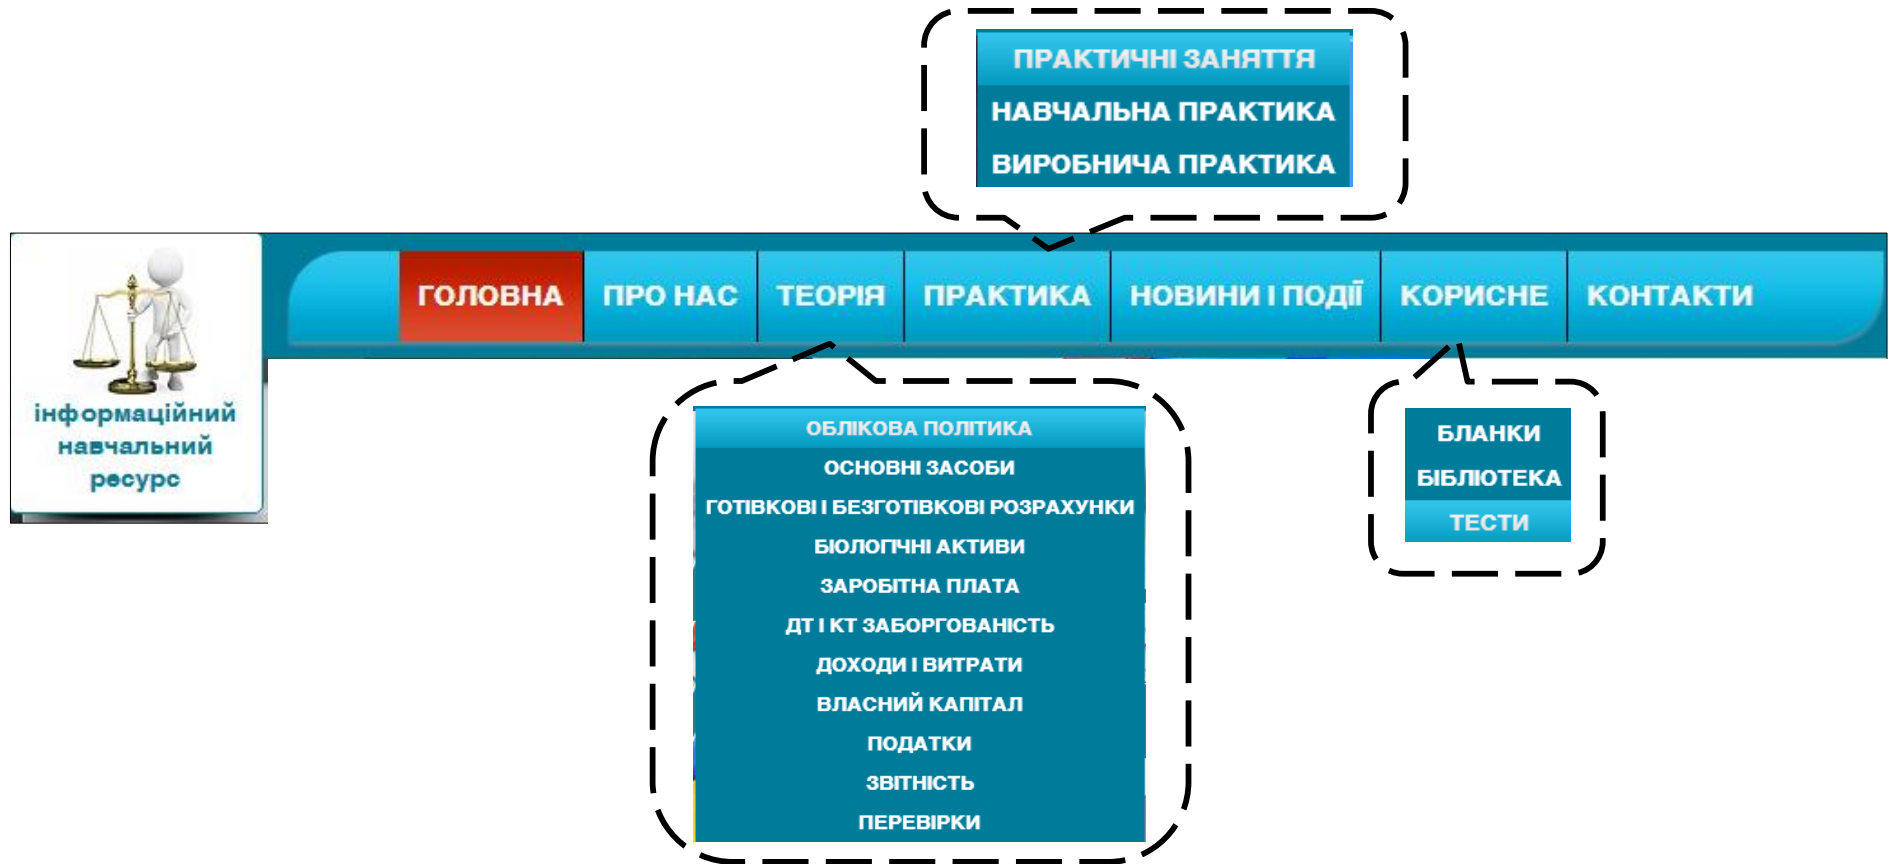 ПРАКТИЧНІ ЗАНЯТТЯ
НАВЧАЛЬНА ПРАКТИКА
ВИРОБНИЧА ПРАКТИКА
ГОЛОВНА ПРО НАС ТЕОРІЯ ПРАКТИКА НОВИНИ І ПОДІЇ КОРИСНЕ КОНТАКТИ
інформаційний
навчальний
ресурс
ОБЛІКОВА ПОЛІТИКА
ОСНОВНІ ЗАСОБИ
ГОТІВКОВІ І БЕЗГОТІВКОВІ РОЗРАХУНКИ
БІОЛОГІЧНІ АКТИВИ
ЗАРОБІТНА ПЛАТА
ДТ І КТ ЗАБОРГОВАНІСТЬ
ДОХОДИ І ВИТРАТИ
ВЛАСНИЙ КАПІТАЛ
ПОДАТКИ
ЗВІТНІСТЬ
ПЕРЕВІРКИ
БЛАНКИ
БІБЛІОТЕКА
ТЕСТИ